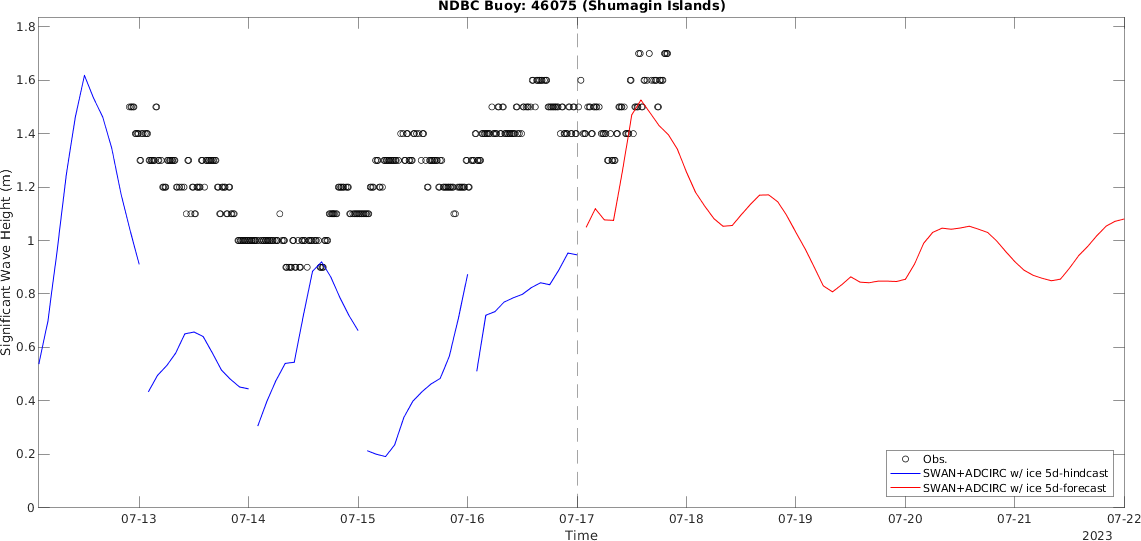 NDBC Buoy: 46075 (Shumagin Islands)
1.8
1.6
1.4
1.2
1
0.8
0.6
0.4
0.2
0
Significant Wave Height (m)
Obs.
SWAN+ADCIRC w/ ice 5d-hindcast
SWAN+ADCIRC w/ ice 5d-forecast
07-13 07-14 07-15 07-16 07-17 07-18 07-19 07-20 07-21 07-22
Time
2023